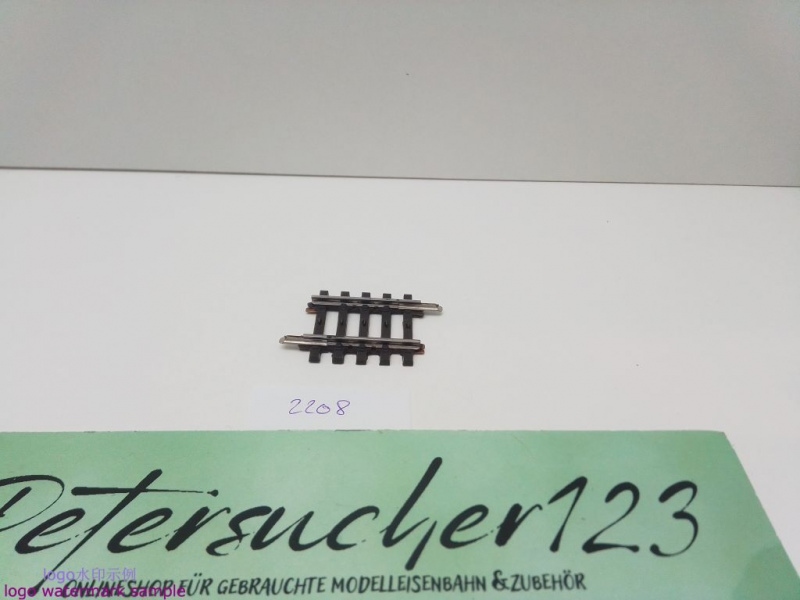 2208
Petersucher123
ONLINESHOP FÜR GEBRAUCHTE MODELLEISENBAHN & ZUBEHÖR
logo水印示例
logo watermark sample